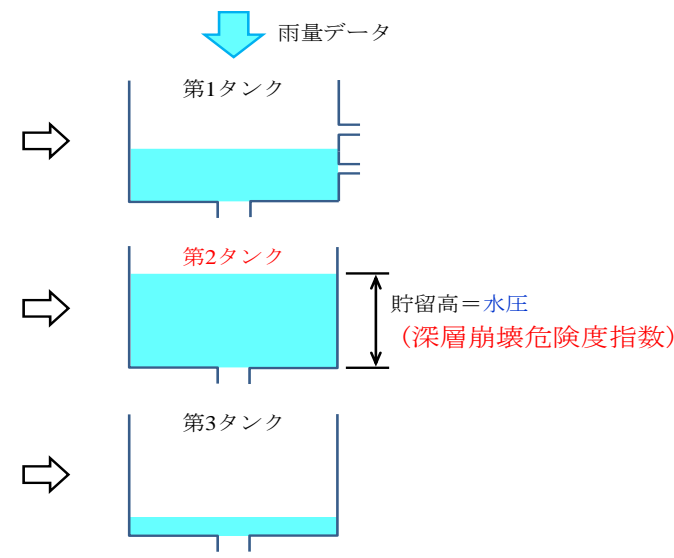 雨量データ
第1タンク
第2タンク
貯留高＝水圧
（深層崩壊危険度指数）
第3タンク